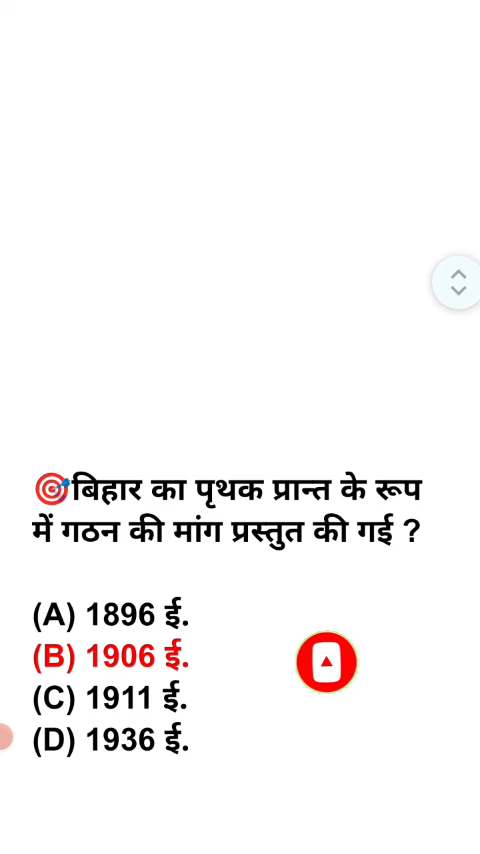 🎯बिहार का पृथक प्रान्त के रूप
में गठन की मांग प्रस्तुत की गई ?
(A) 1896 ई.
(B) 1906 ई.
(C) 1911 ई.
(D) 1936 ई.